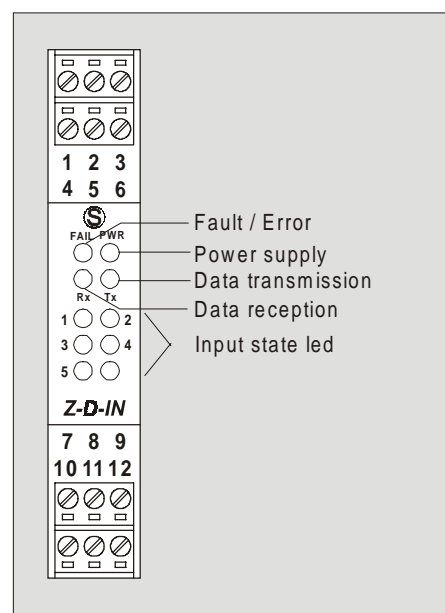 1 2 3
4 5 6
S
FAIL PWR
Fault / Error
Power supply
Data transmission
Rx Tx
Data reception
1 2
3 4
5
Input state led
Z-D-IN
7 8 9
10 11 12